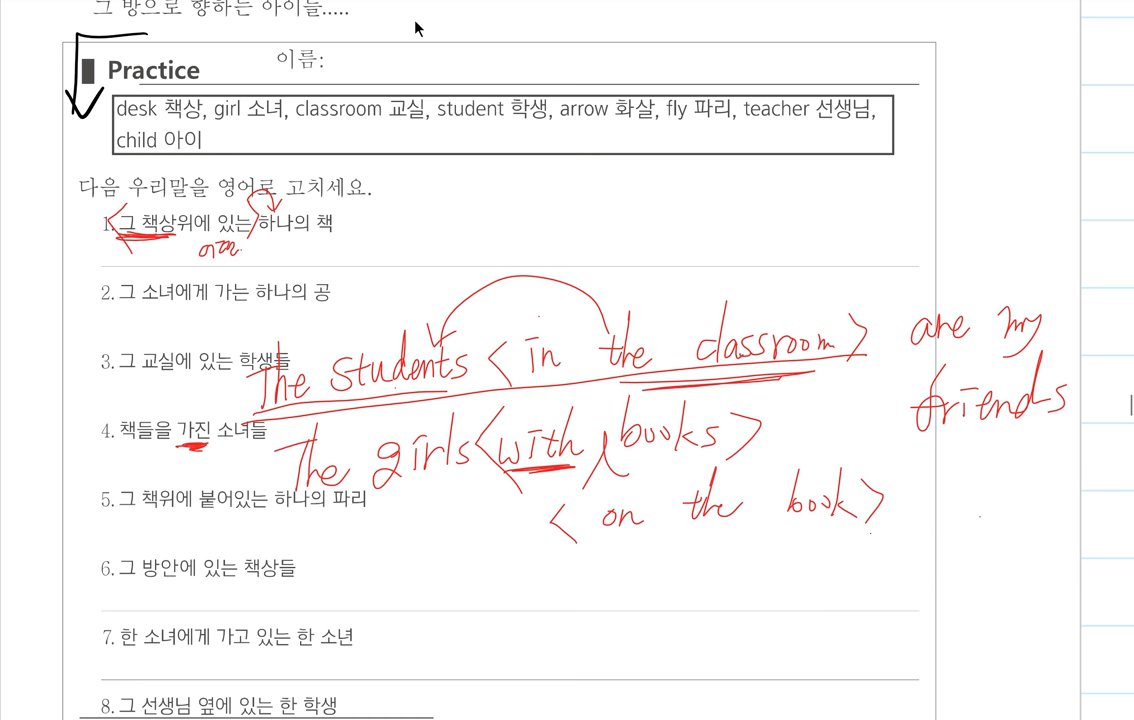 그 방으로 향하는 아이들.....
이름:
Practice
desk 책상, girl 소녀, classroom 교실, student 학생, arrow 화살, fly 파리, teacher 선생님,
child 아이
다음 우리말을 영어로 고치세요.
1. 그 책상위에 있는 하나의 책
2. 그 소녀에게 가는 하나의 공
3. 그 교실에 있는 학생들
The students <in the classroom> are my
friends
4. 책들을 가진 소녀들
The girls <with books>
5. 그 책위에 붙어있는 하나의 파리
<on the book>
6. 그 방안에 있는 책상들
7. 한 소녀에게 가고 있는 한 소년
8. 그 선생님 옆에 있는 한 학생